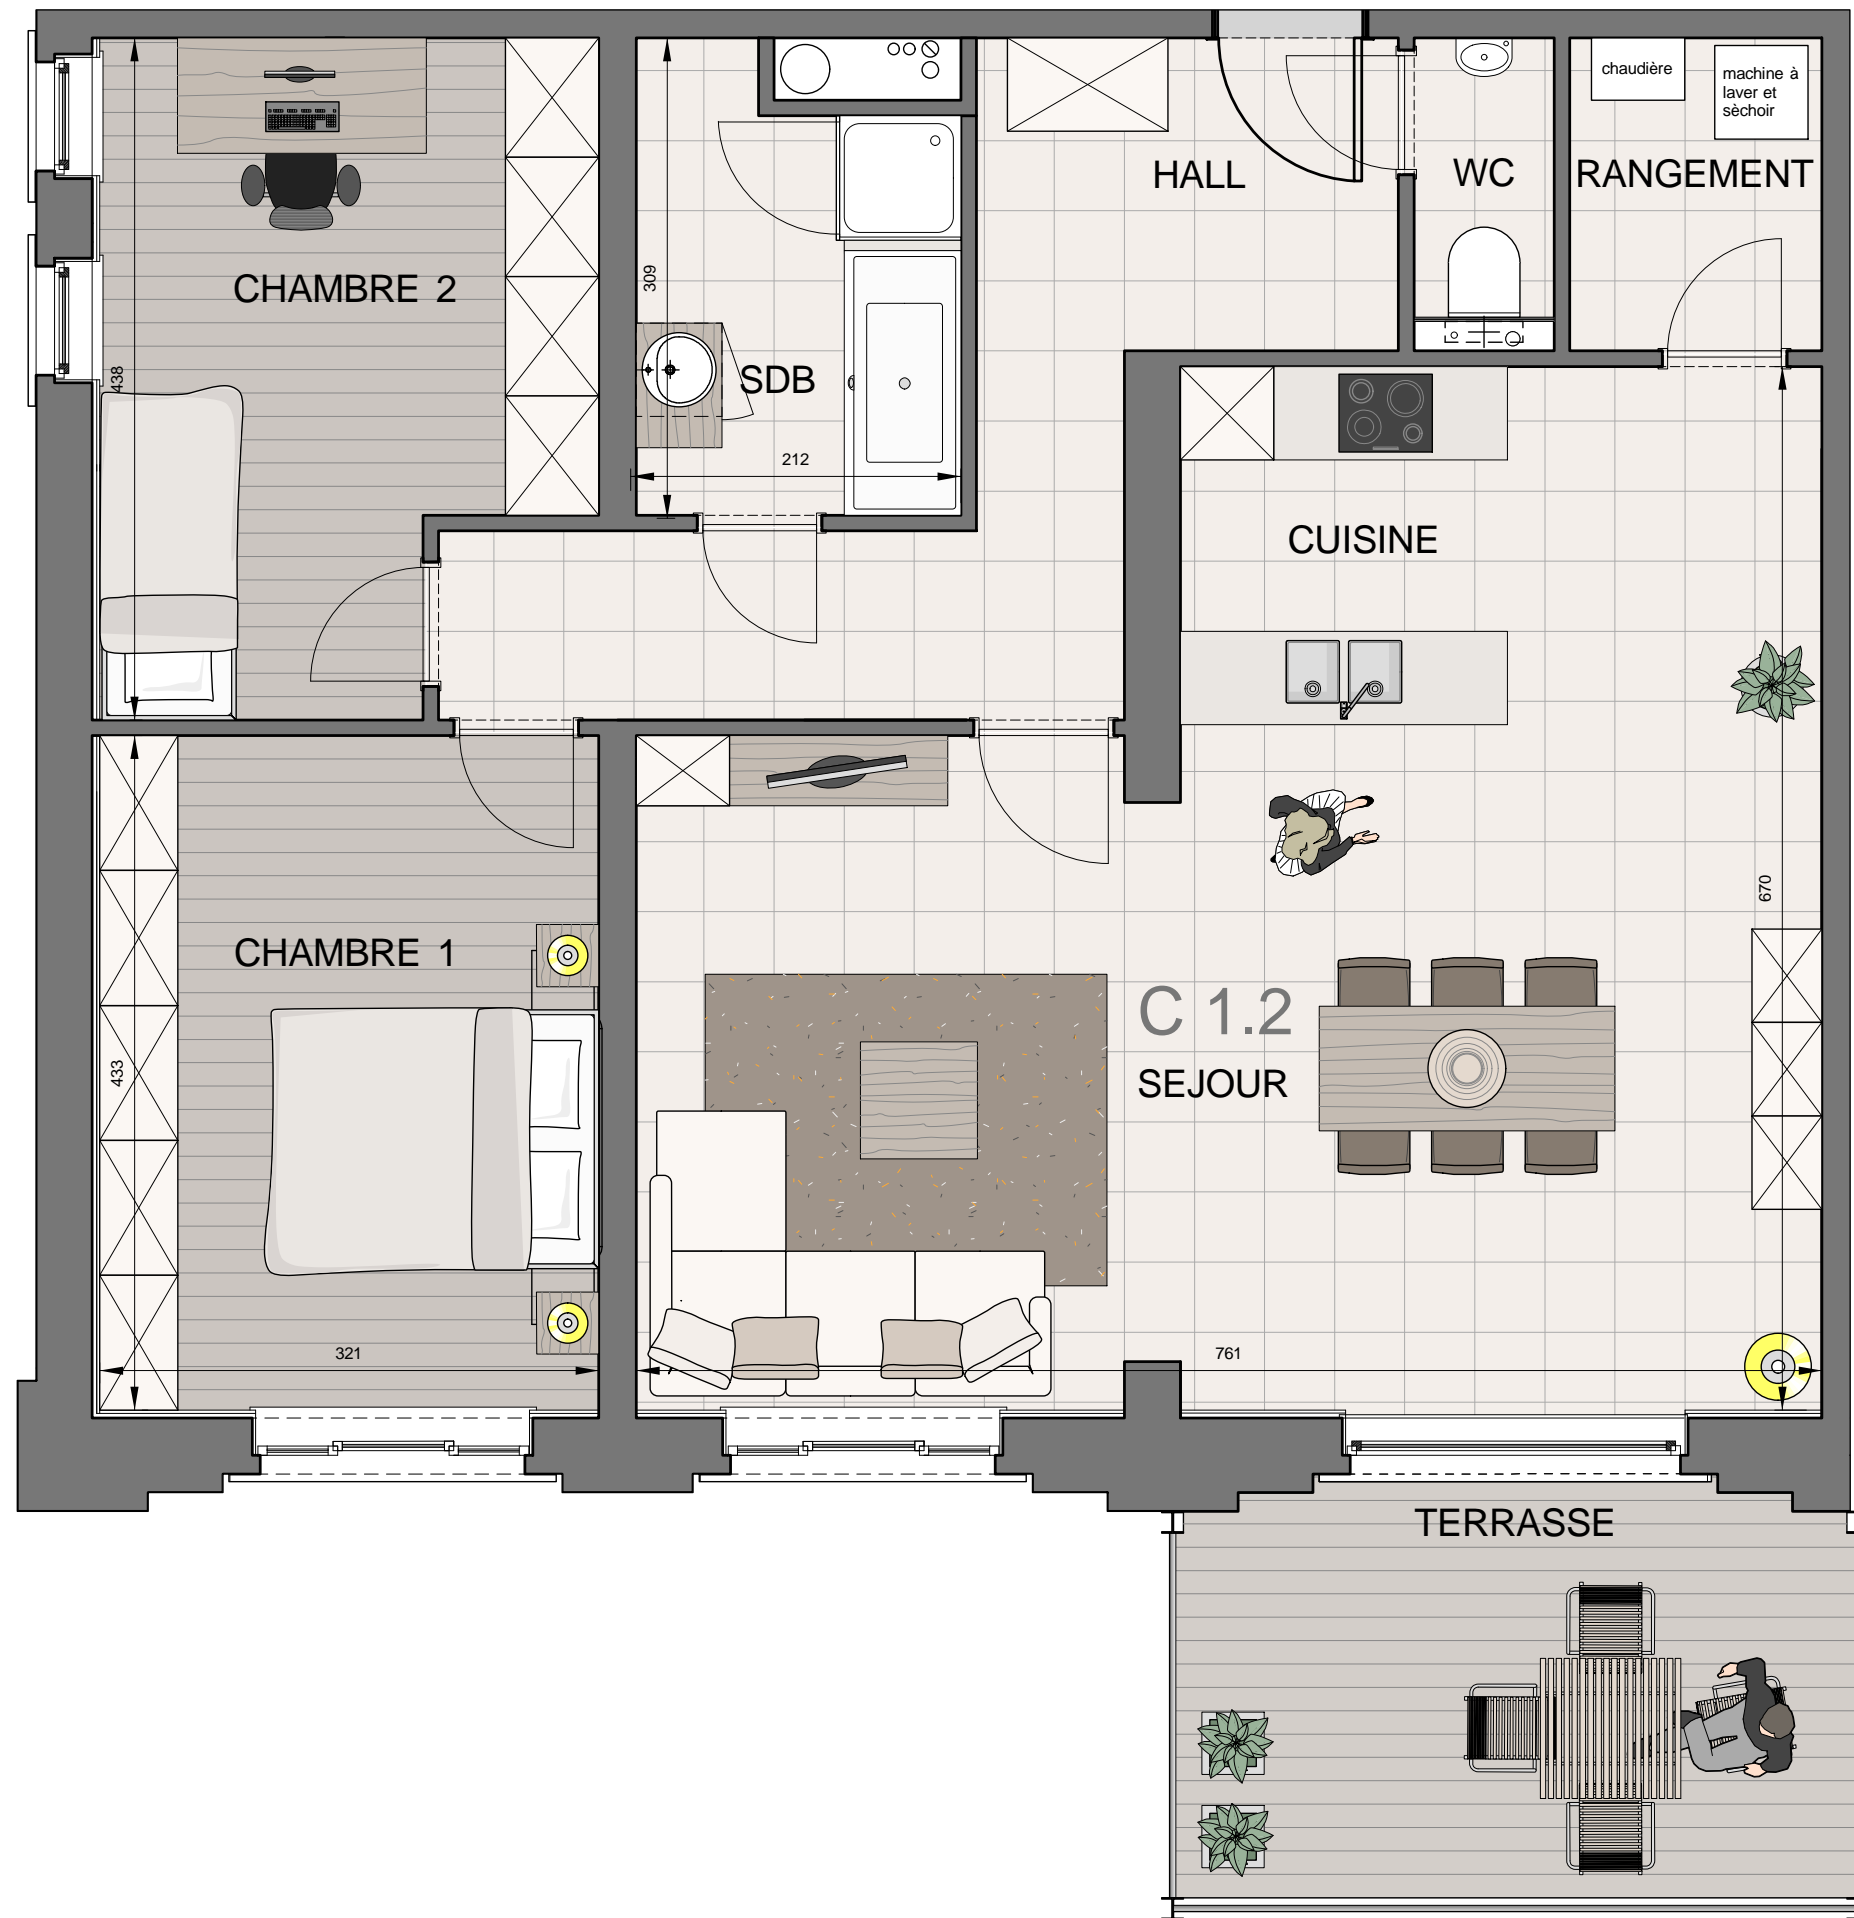 chaudière
machine à
laver et
sèchoir
HALL
WC
RANGEMENT
CHAMBRE 2
309
438
SDB
212
CUISINE
670
CHAMBRE 1
C 1.2
433
SEJOUR
321
761
TERRASSE